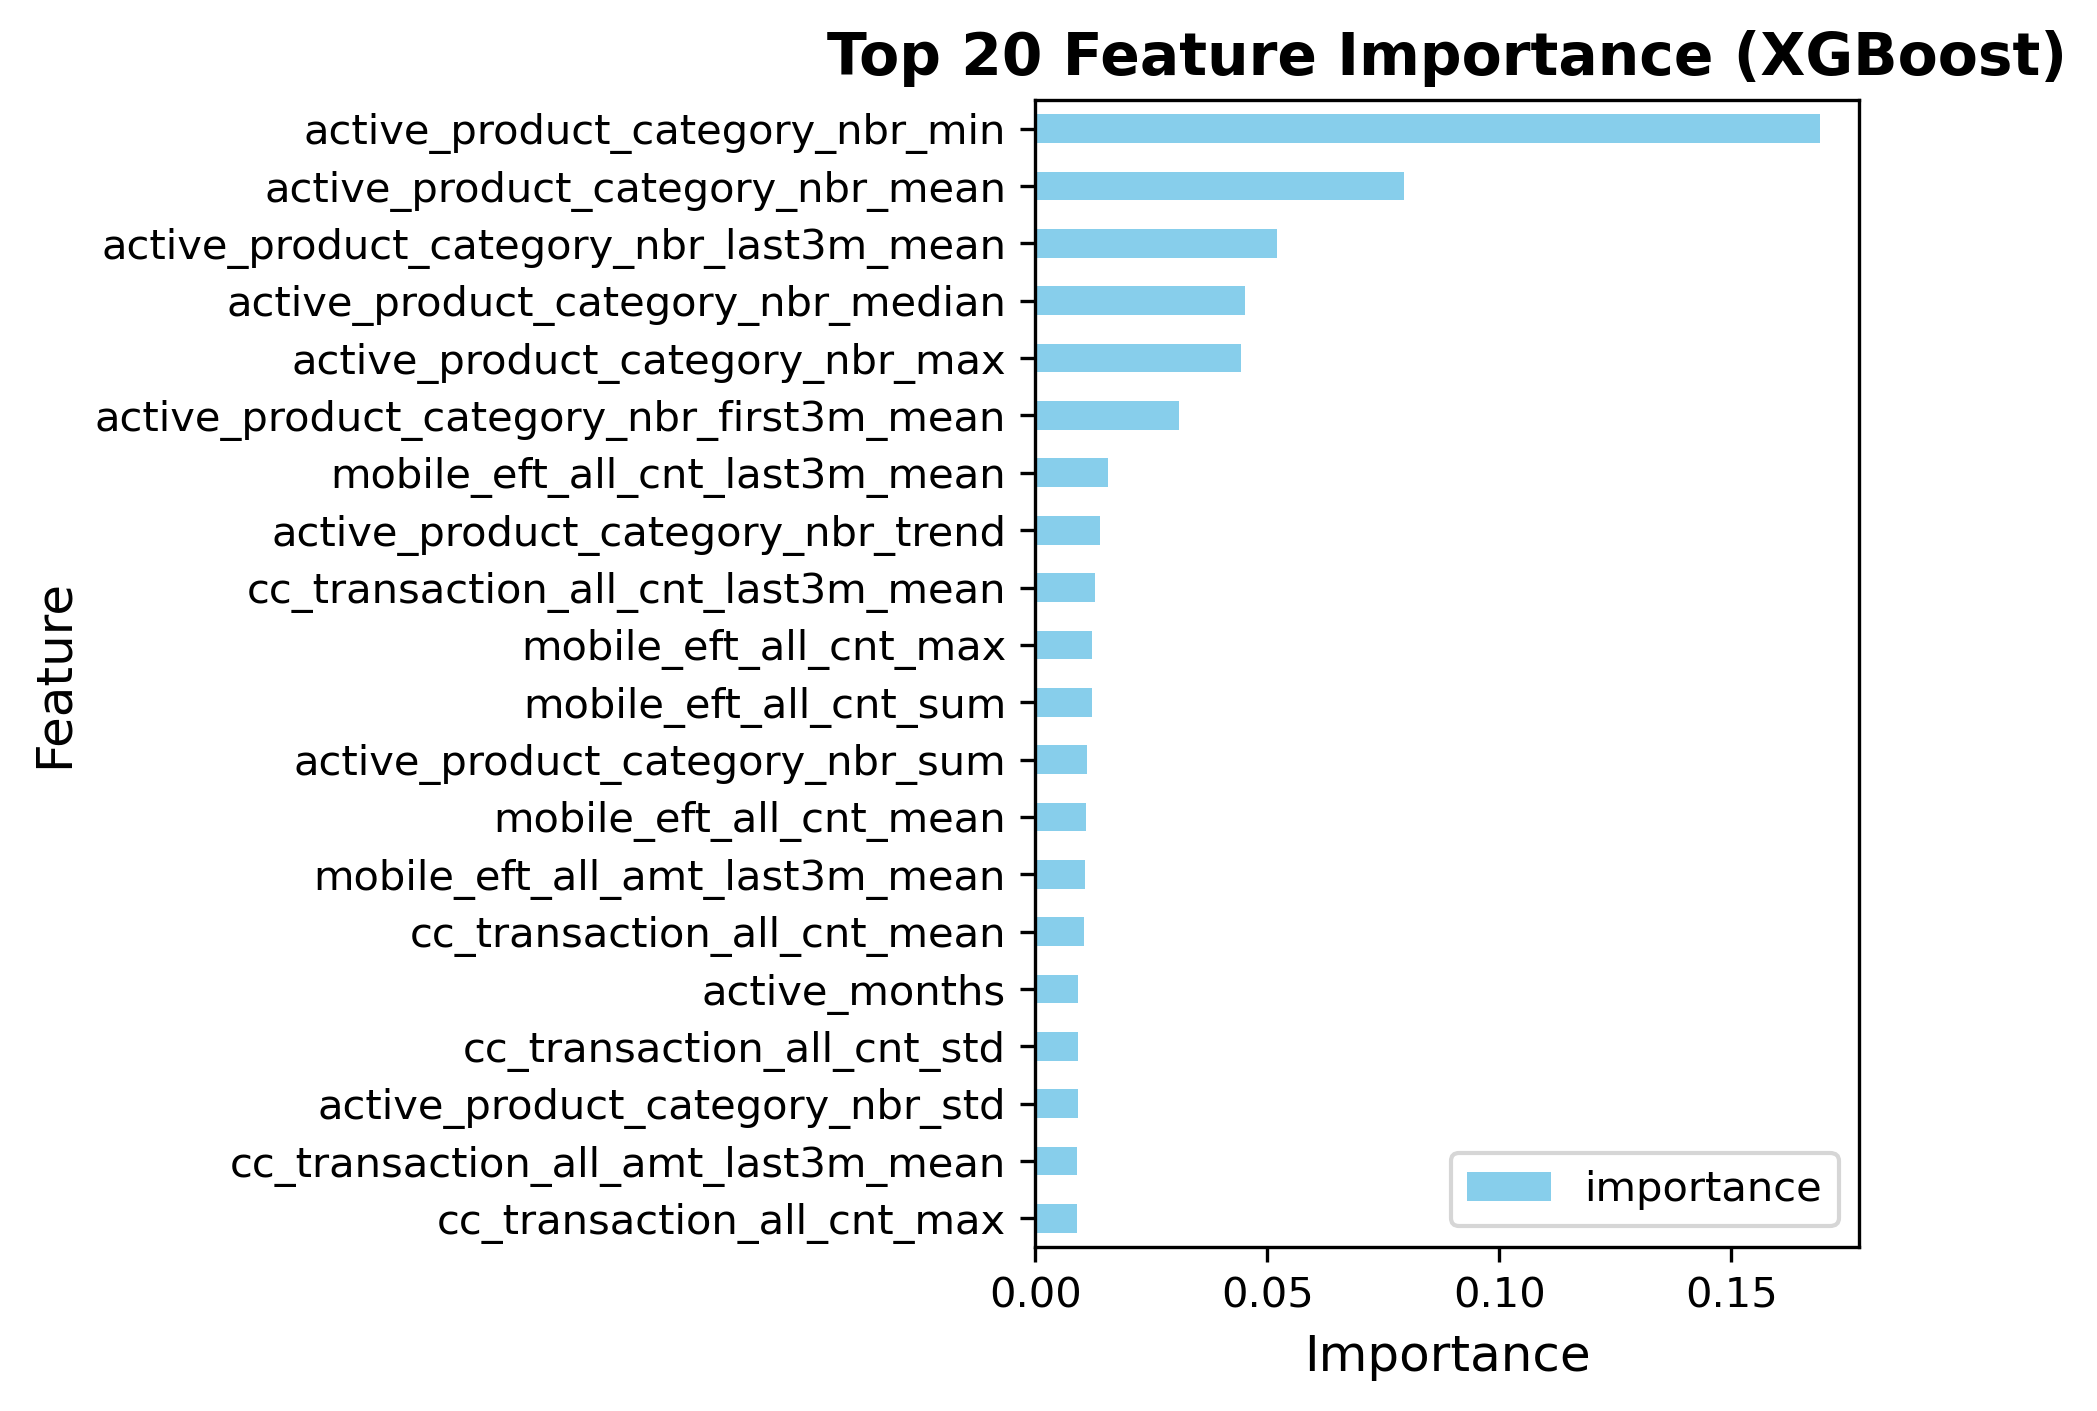 Top 20 Feature Importance (XGBoost)
active_product_category_nbr_min
active_product_category_nbr_mean
active_product_category_nbr_last3m_mean
active_product_category_nbr_median
active_product_category_nbr_max
active_product_category_nbr_first3m_mean
mobile_eft_all_cnt_last3m_mean
active_product_category_nbr_trend
cc_transaction_all_cnt_last3m_mean
mobile_eft_all_cnt_max
mobile_eft_all_cnt_sum
active_product_category_nbr_sum
mobile_eft_all_cnt_mean
mobile_eft_all_amt_last3m_mean
cc_transaction_all_cnt_mean
active_months
cc_transaction_all_cnt_std
active_product_category_nbr_std
cc_transaction_all_amt_last3m_mean
cc_transaction_all_cnt_max
Feature
importance
0.00 0.05 0.10 0.15
Importance